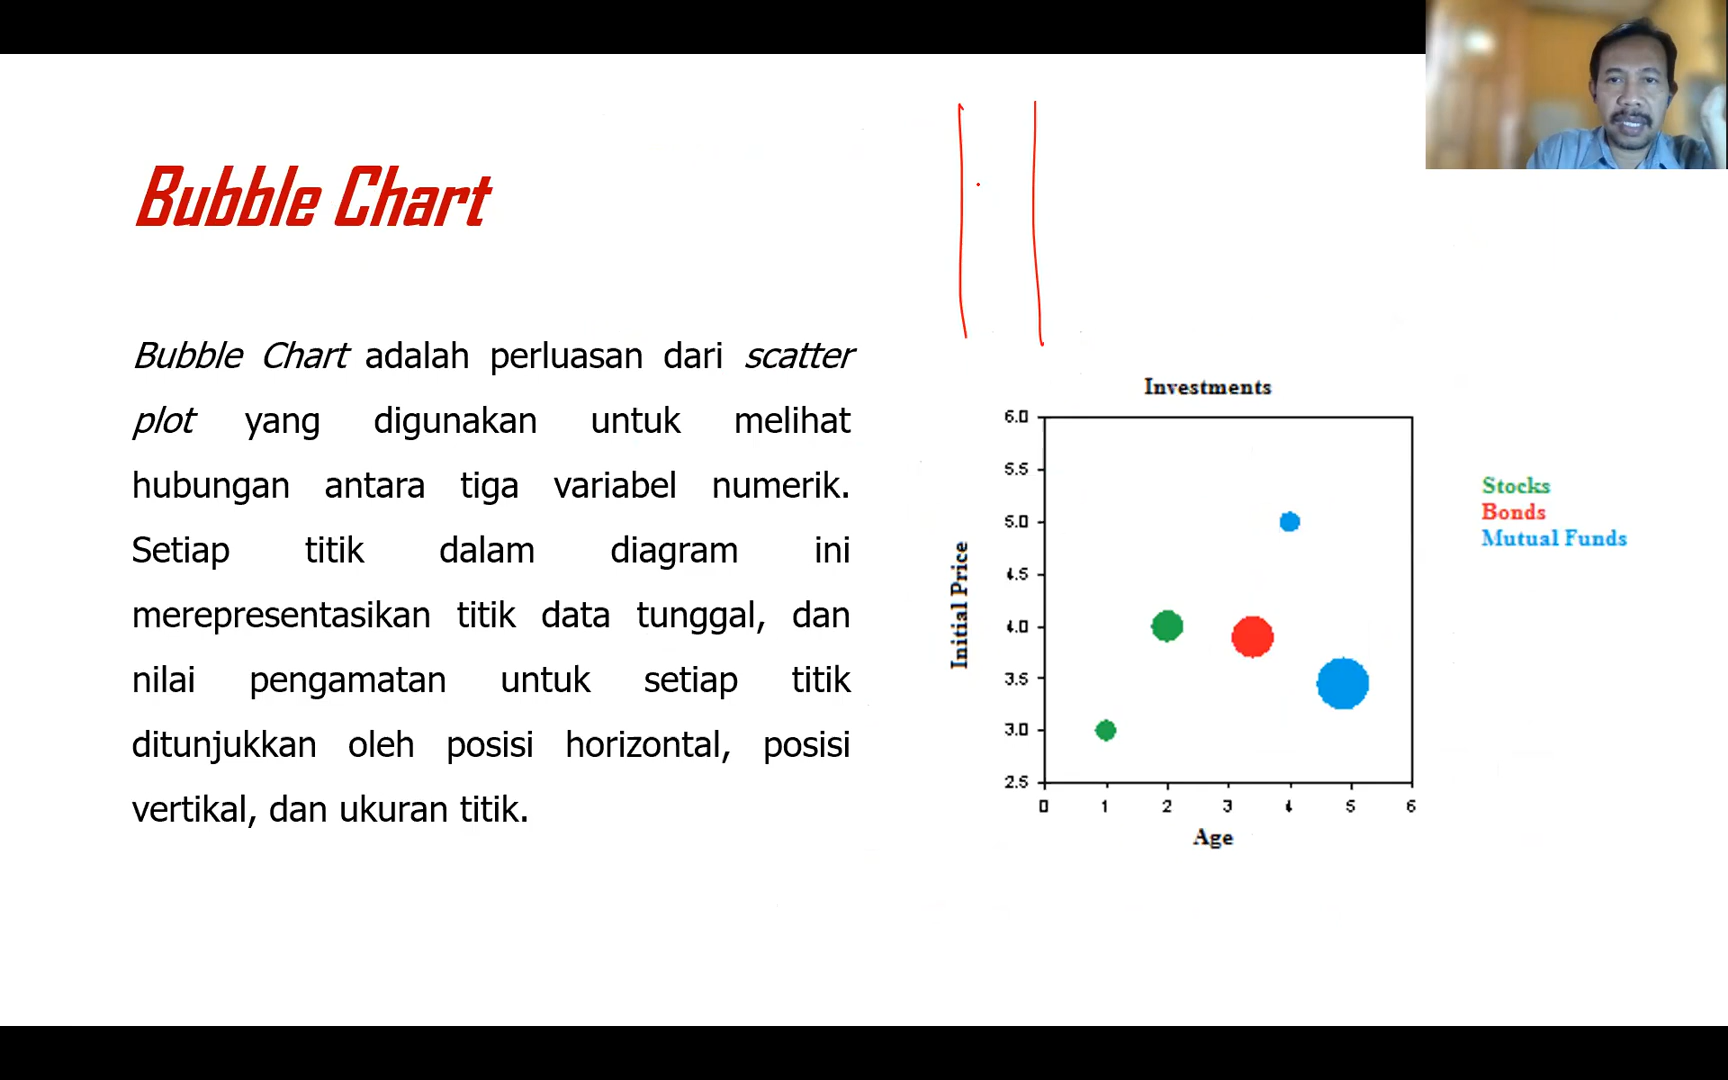 Bubble Chart
Bubble Chart adalah perluasan dari scatter
plot yang digunakan untuk melihat
hubungan antara tiga variabel numerik.
Setiap titik dalam diagram ini
merepresentasikan titik data tunggal, dan
nilai pengamatan untuk setiap titik
ditunjukkan oleh posisi horizontal, posisi
vertikal, dan ukuran titik.
Investments
6.0
5.5
5.0
4.5
4.0
3.5
3.0
2.5
Initial Price
0 1 2 3 4 5 6
Age
Stocks
Bonds
Mutual Funds